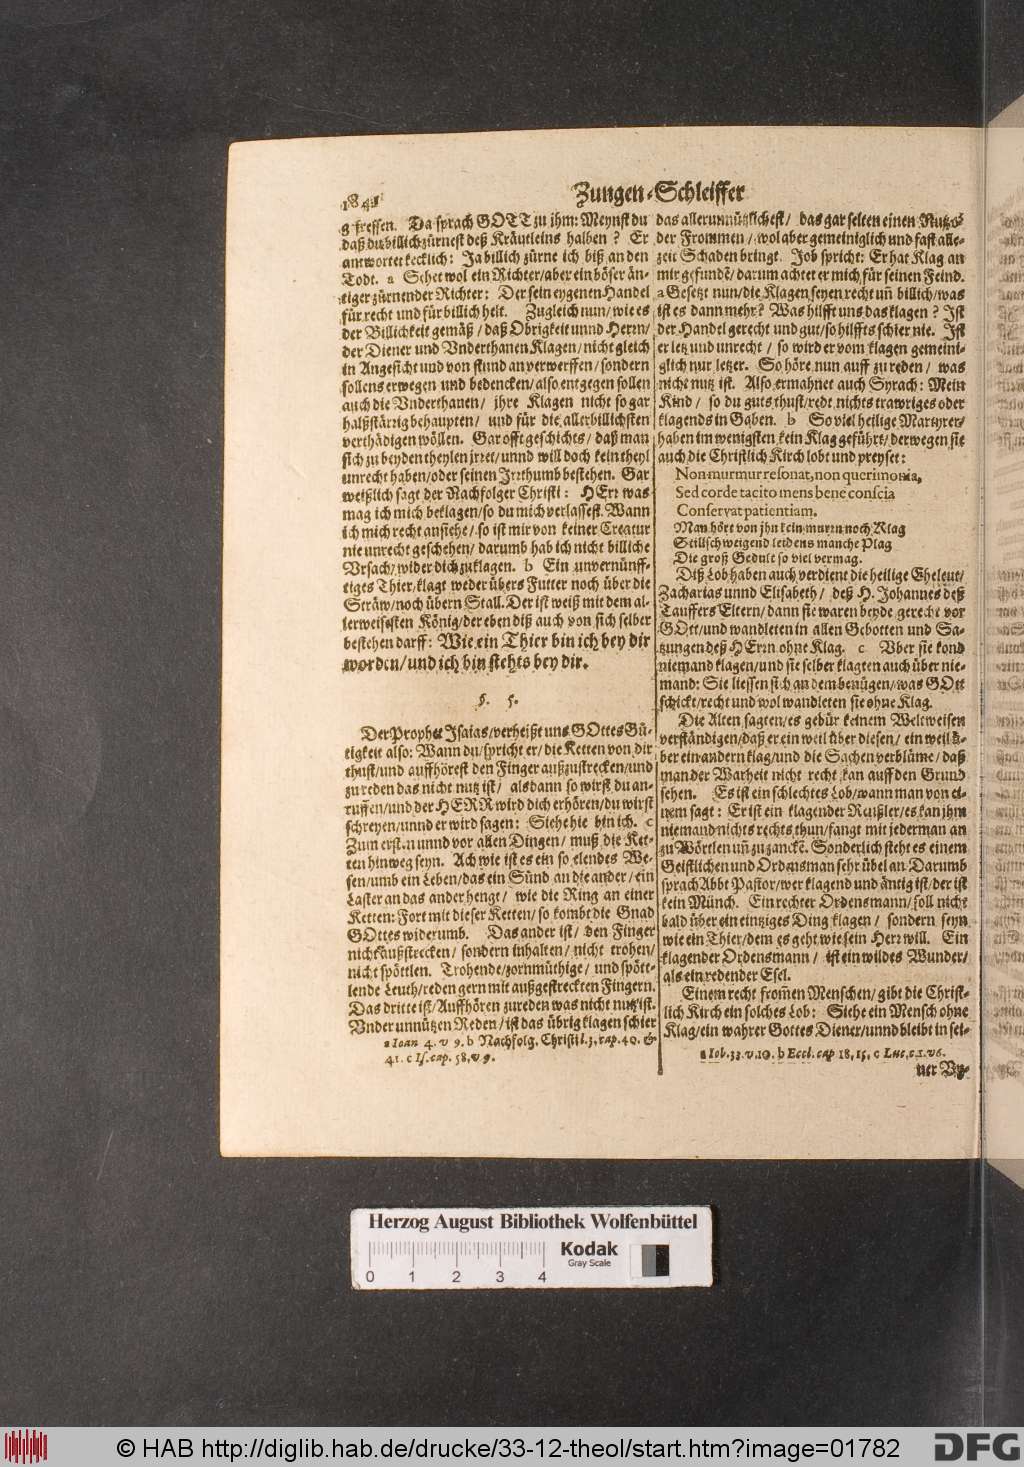 184
Zungen-Schleiffer
g freffen. Da sprach GOTT zu ihm: Meynst du
daß du billich zürnest deß Kräutleins halben? Er
antwortet kecklich: Ja billich zürne ich biß an den
Todt. a Sehet wol ein Richter/aber ein böser än-
tiger zürnender Richter: Der sein eygenen Handel
für recht und für billich helt. Zugleich nun/wie es
der Billichkeit gemäß/daß Obrigkeit unnd Herrn/
der Diener und Vnderthanen Klagen/nicht gleich
in Angesicht und von stund an verwerffen/sondern
sollens erwegen und bedencken/also entgegen sollen
auch die Vnderthanen/ jhre Klagen nicht so gar
halßstärrig behaupten/ und für die allerbillichsten
verthädigen wöllen. Gar offt geschichts/daß man
sich zu beyden theylen jrret/unnd will doch kein theyl
unrecht haben/oder seinen Irrthumb bestehen. Gar
weißlich sagt der Nachfolger Christi: HErr was
mag ich mich beklagen/so du mich verlassest. Wann
ich mich recht ansiehe/so ist mir von keiner Creatur
nie unrecht geschehen/darumb hab ich nicht billiche
Vrsach/wider dich zu klagen. b Ein unvernünff-
tiges Thier/klagt weder übers Futter noch über die
Sträw/noch übern Stall. Der ist weiß mit dem al-
lerweisesten König/der eben diß auch von sich selber
bestehen darff: Wie ein Thier bin ich bey dir
worden/und ich bin stehts bey dir.
§. 5.
Der Prophet Isaias/verheißt uns GOttes Gü-
tigkeit also: Wann du/spricht er/die Ketten von dir
thust/und auffhörest den Finger außzustrecken/und
zu reden das nicht nutz ist/ alsdann so wirst du an-
ruffen/und der HERR wird dich erhören/du wirst
schreyen/unnd er wird sagen: Siehe hie bin ich. c
Zum ersten unnd vor allen Dingen/ muß die Ket-
ten hinweg seyn. Ach wie ist es ein so elendes We-
sen/umb ein Leben/das ein Sünd an die ander/ein
Laster an das ander hengt/ wie die Ring an einer
Ketten: Fort mit dieser Ketten/so kombt die Gnad
GOttes widerumb. Das ander ist/ den Finger
nicht außstrecken/ sondern inhalten/nicht trohen/
nicht spöttlen. Trohende/zornmüthige/und spött-
lende Leuth/reden gern mit außgestreckten Fingern.
Das dritte ist/Auffhören zu reden was nicht nutz ist.
Vnder unnützen Reden/ist das übrig klagen schier
a Ioan 4. v 9. b Nachfolg. Christi l. 3. cap. 40. &
41. c Is. cap. 58. v 9.
das allerunnützlichest/ das gar selten einen Nutz
der Frommen/wol aber gemeiniglich und fast alle-
zeit Schaden bringt. Job spricht: Er hat Klag an
mir gefundē/darum achtet er mich für seinen Feind.
a Gesetzt nun/die Klagen seyen recht uñ billich/was
ist es dann mehr? Was hilfft uns das klagen? Ist
der Handel gerecht und gut/so hilffts schier nie. Ist
er letz und unrecht/ so wird er vom klagen gemeini-
glich nur letzer. So höre nun auff zu reden/ was
nicht nutz ist. Also ermahnet auch Syrach: Mein
Kind/ so du guts thust/redt nichts trawriges oder
klagends in Gaben. b So viel heilige Martyrer/
haben im wenigsten kein Klag geführt/derwegen sie
auch die Christlich Kirch lobt und preyset:
Non murmur resonat, non querimonia,
Sed corde tacito mens bene conscia
Conservat patientiam.
Man hört von jhn kein murrn noch Klag
Stillschweigend leidens manche Plag
Die groß Gedult so viel vermag.
Diß Lob haben auch verdient die heilige Eheleut/
Zacharias unnd Elisabeth/ deß H. Johannes deß
Tauffers Eltern/dann sie waren beyde gerecht vor
GOtt/und wandleten in allen Gebotten und Sa-
tzungen deß HErrn ohne Klag. c Vber sie kond
niemand klagen/und sie selber klagten auch über nie-
mand: Sie liessen sich an dem benügen/was GOtt
schickt/recht und wol wandleten sie ohne Klag.
Die Alten sagten/es gebür keinem Weltweisen
verständigen/daß er ein weil über diesen/ein weil ü-
ber ein andern klag/und die Sachen verblüme/daß
man der Warheit nicht recht kan auff den Grund
sehen. Es ist ein schlechtes Lob/wann man von ei-
nem sagt: Er ist ein klagender Reußler/es kan jhm
niemand nichts rechts thun/fangt mit jederman an
zu Wörtlen uñ zu zanckē. Sonderlich steht es einem
Geistlichen und Ordensman sehr übel an. Darumb
sprach Abbt Pastor/wer klagend und äntig ist/der ist
kein Münch. Ein rechter Ordensmann/soll nicht
bald über ein eintziges Ding klagen/ sondern seyn
wie ein Thier/dem es geht wie sein Herr will. Ein
klagender Ordensmann/ ist ein wildes Wunder/
als ein redender Esel.
Einem recht from̃en Menschen/gibt die Christ-
lich Kirch ein solches Lob: Siehe ein Mensch ohne
Klag/ein wahrer Gottes Diener/unnd bleibt in sei-
a Iob. 33. v. 10. b Eccl. cap 18. 15. c Luc. c. 1. v 6.
ner Vn-
Herzog August Bibliothek Wolfenbüttel
0 1 2 3 4
Kodak
Gray Scale
© HAB http://diglib.hab.de/drucke/33-12-theol/start.htm?image=01782
DFG